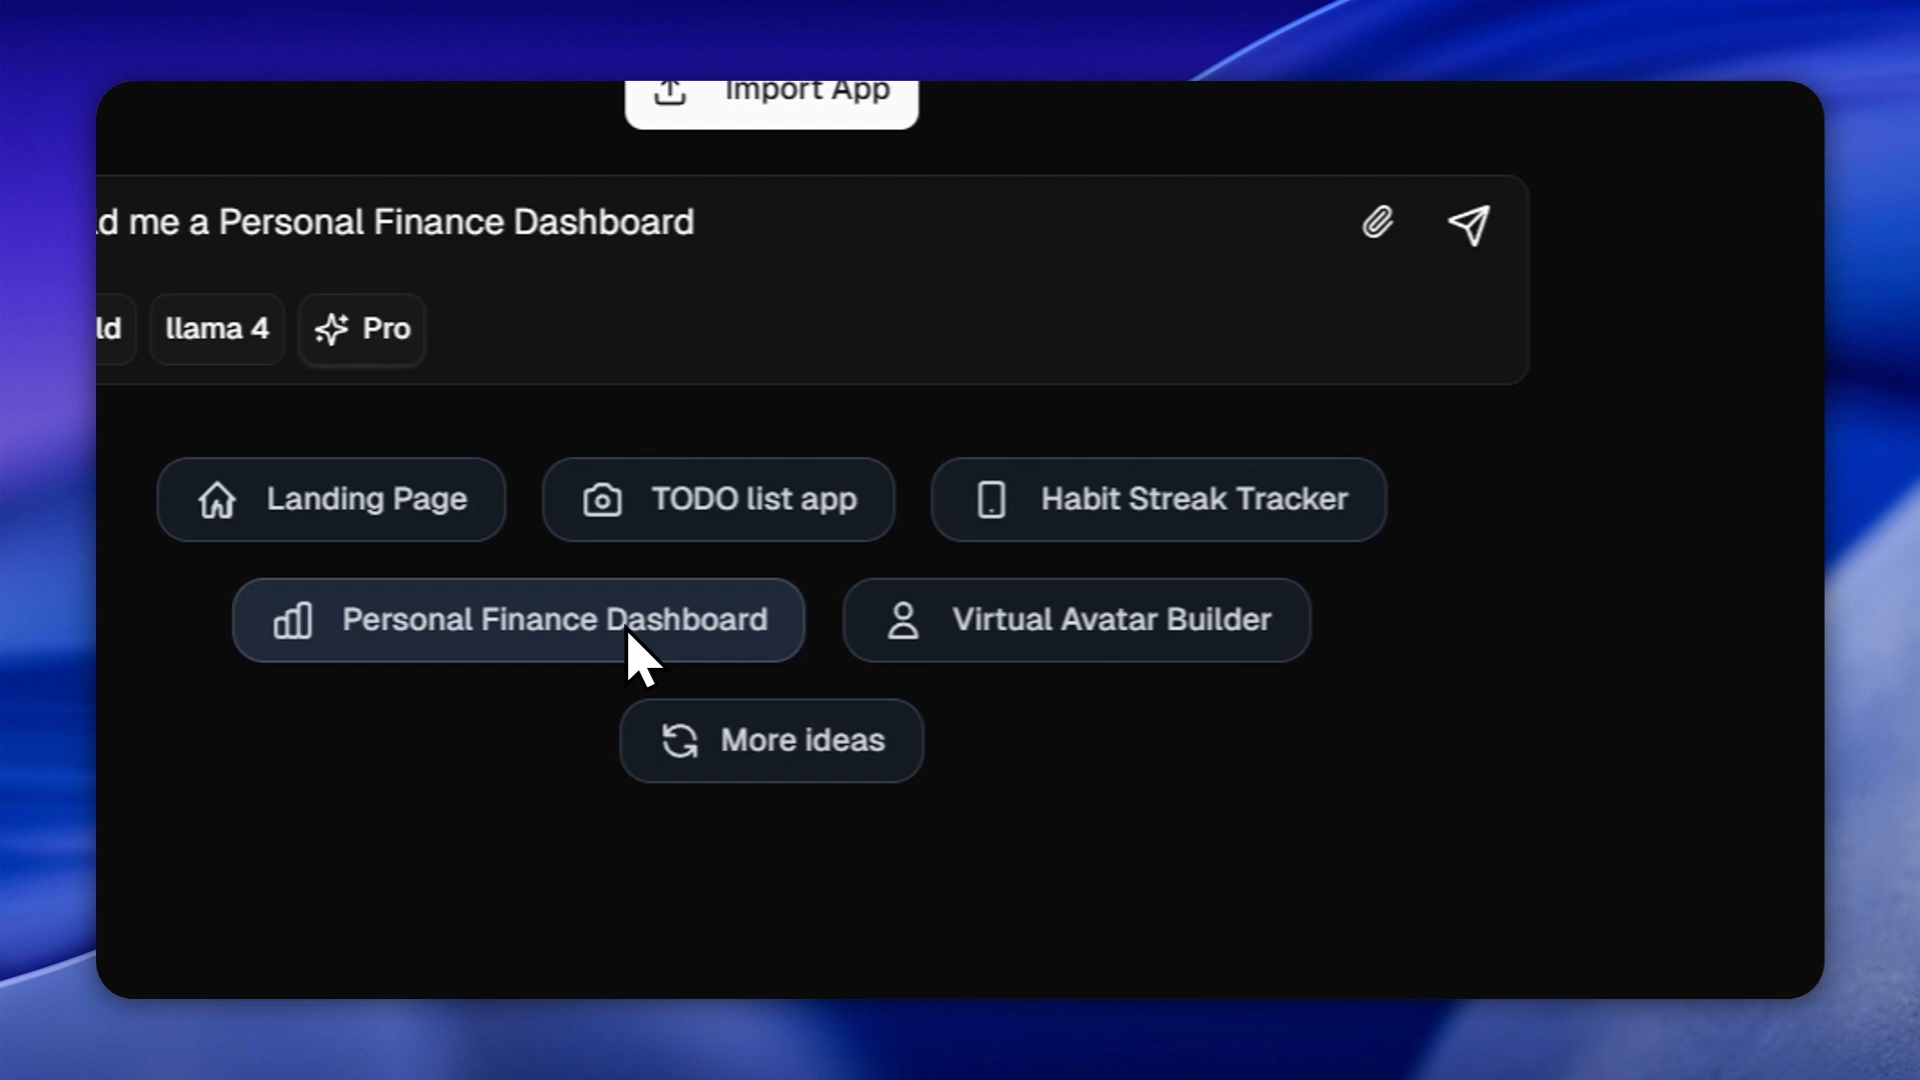 Import App
d me a Personal Finance Dashboard
ld
llama 4
Pro
Landing Page
TODO list app
Habit Streak Tracker
Personal Finance Dashboard
Virtual Avatar Builder
More ideas